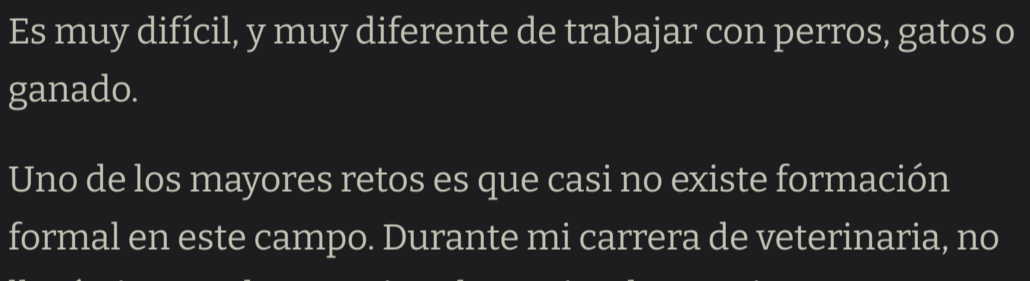 Es muy difícil, y muy diferente de trabajar con perros, gatos o
ganado.
Uno de los mayores retos es que casi no existe formación
formal en este campo. Durante mi carrera de veterinaria, no